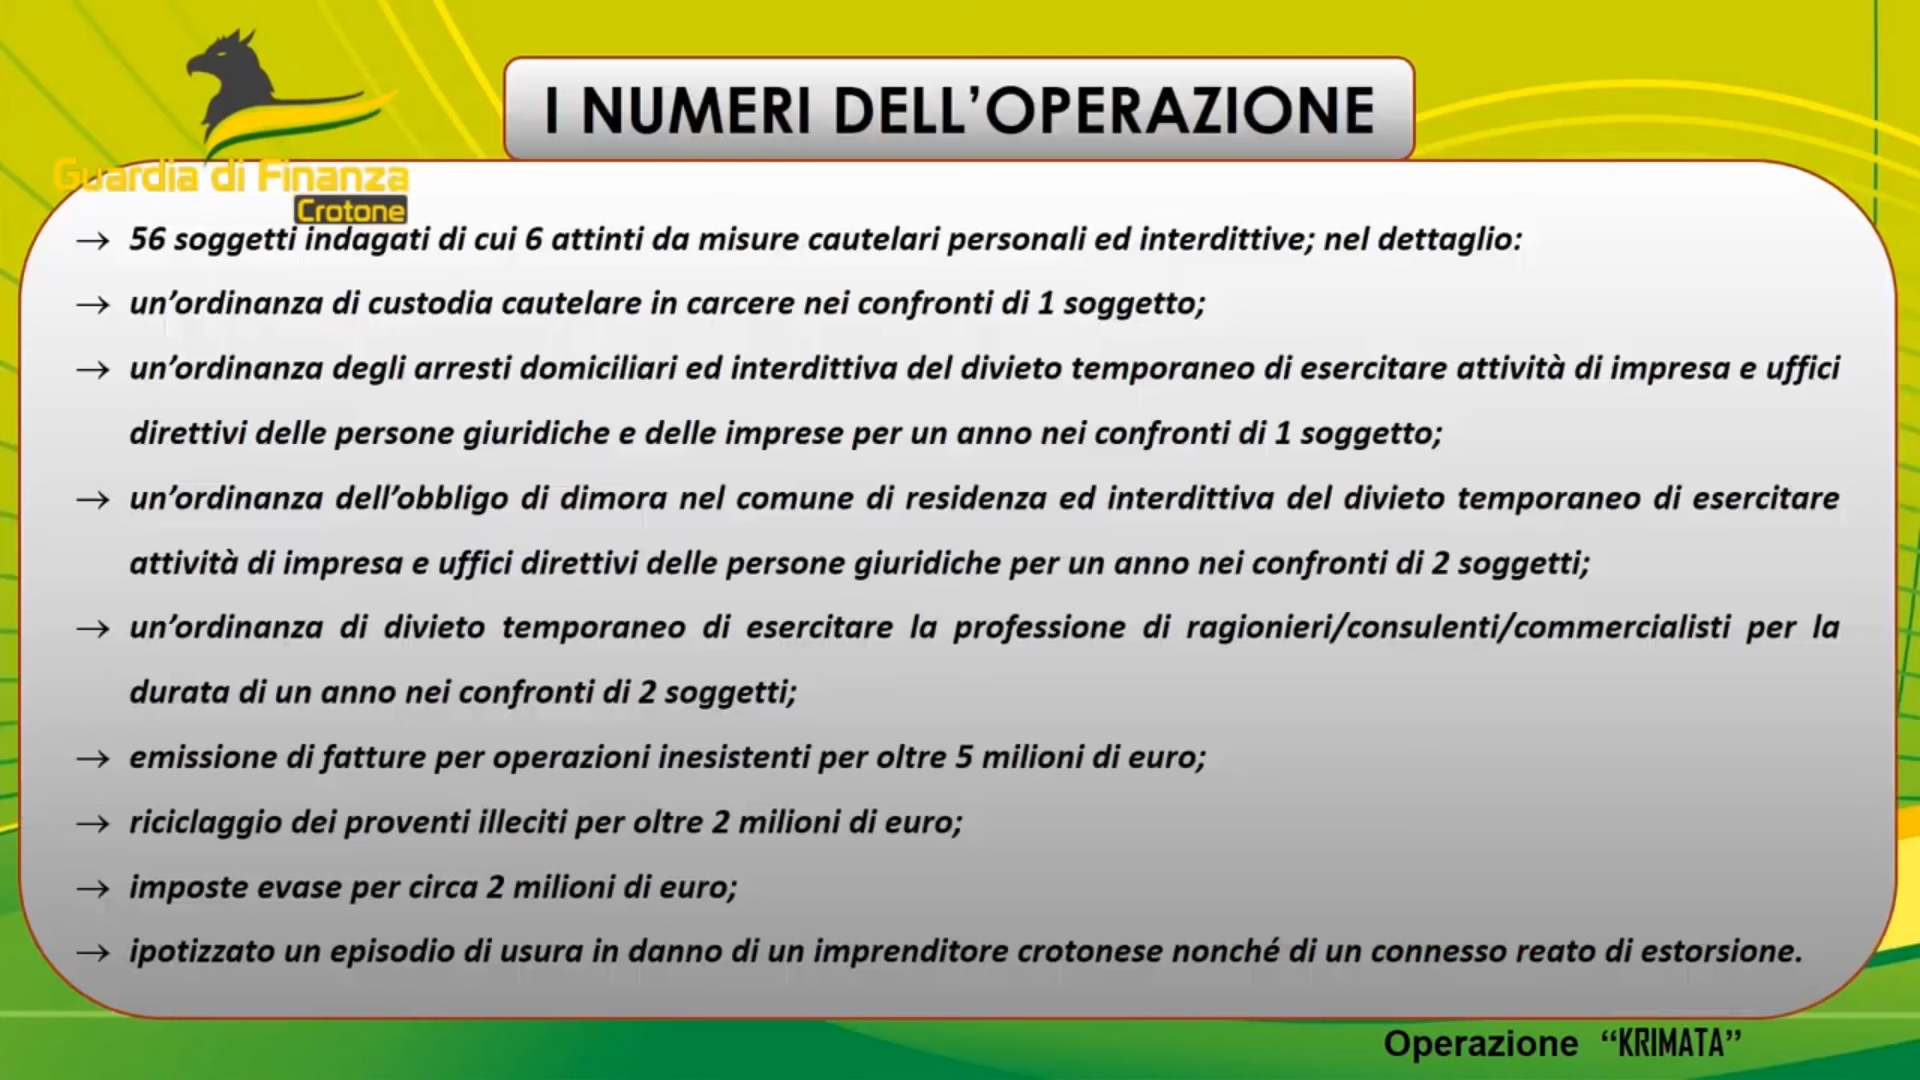 I NUMERI DELL’OPERAZIONE
Guardia di Finanza
Crotone
→ 56 soggetti indagati di cui 6 attinti da misure cautelari personali ed interdittive; nel dettaglio:
→ un’ordinanza di custodia cautelare in carcere nei confronti di 1 soggetto;
→ un’ordinanza degli arresti domiciliari ed interdittiva del divieto temporaneo di esercitare attività di impresa e uffici
direttivi delle persone giuridiche e delle imprese per un anno nei confronti di 1 soggetto;
→ un’ordinanza dell’obbligo di dimora nel comune di residenza ed interdittiva del divieto temporaneo di esercitare
attività di impresa e uffici direttivi delle persone giuridiche per un anno nei confronti di 2 soggetti;
→ un’ordinanza di divieto temporaneo di esercitare la professione di ragionieri/consulenti/commercialisti per la
durata di un anno nei confronti di 2 soggetti;
→ emissione di fatture per operazioni inesistenti per oltre 5 milioni di euro;
→ riciclaggio dei proventi illeciti per oltre 2 milioni di euro;
→ imposte evase per circa 2 milioni di euro;
→ ipotizzato un episodio di usura in danno di un imprenditore crotonese nonché di un connesso reato di estorsione.
Operazione “KRIMATA”